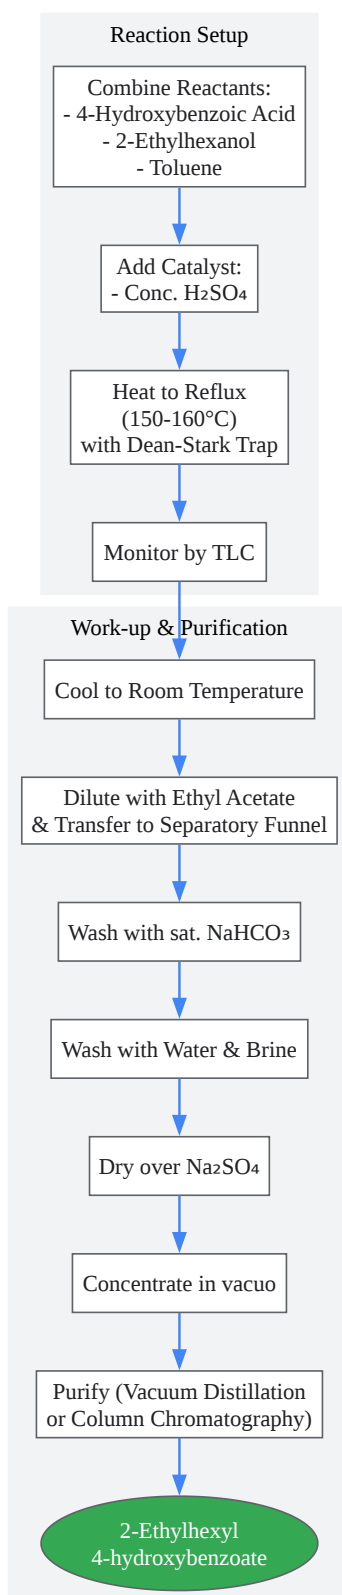 Reaction Setup
Combine Reactants:
- 4-Hydroxybenzoic Acid
- 2-Ethylhexanol
- Toluene
Add Catalyst:
- Conc. H₂SO₄
Heat to Reflux
(150-160°C)
with Dean-Stark Trap
Monitor by TLC
Work-up & Purification
Cool to Room Temperature
Dilute with Ethyl Acetate
& Transfer to Separatory Funnel
Wash with sat. NaHCO₃
Wash with Water & Brine
Dry over Na₂SO₄
Concentrate in vacuo
Purify (Vacuum Distillation
or Column Chromatography)
2-Ethylhexyl
4-hydroxybenzoate